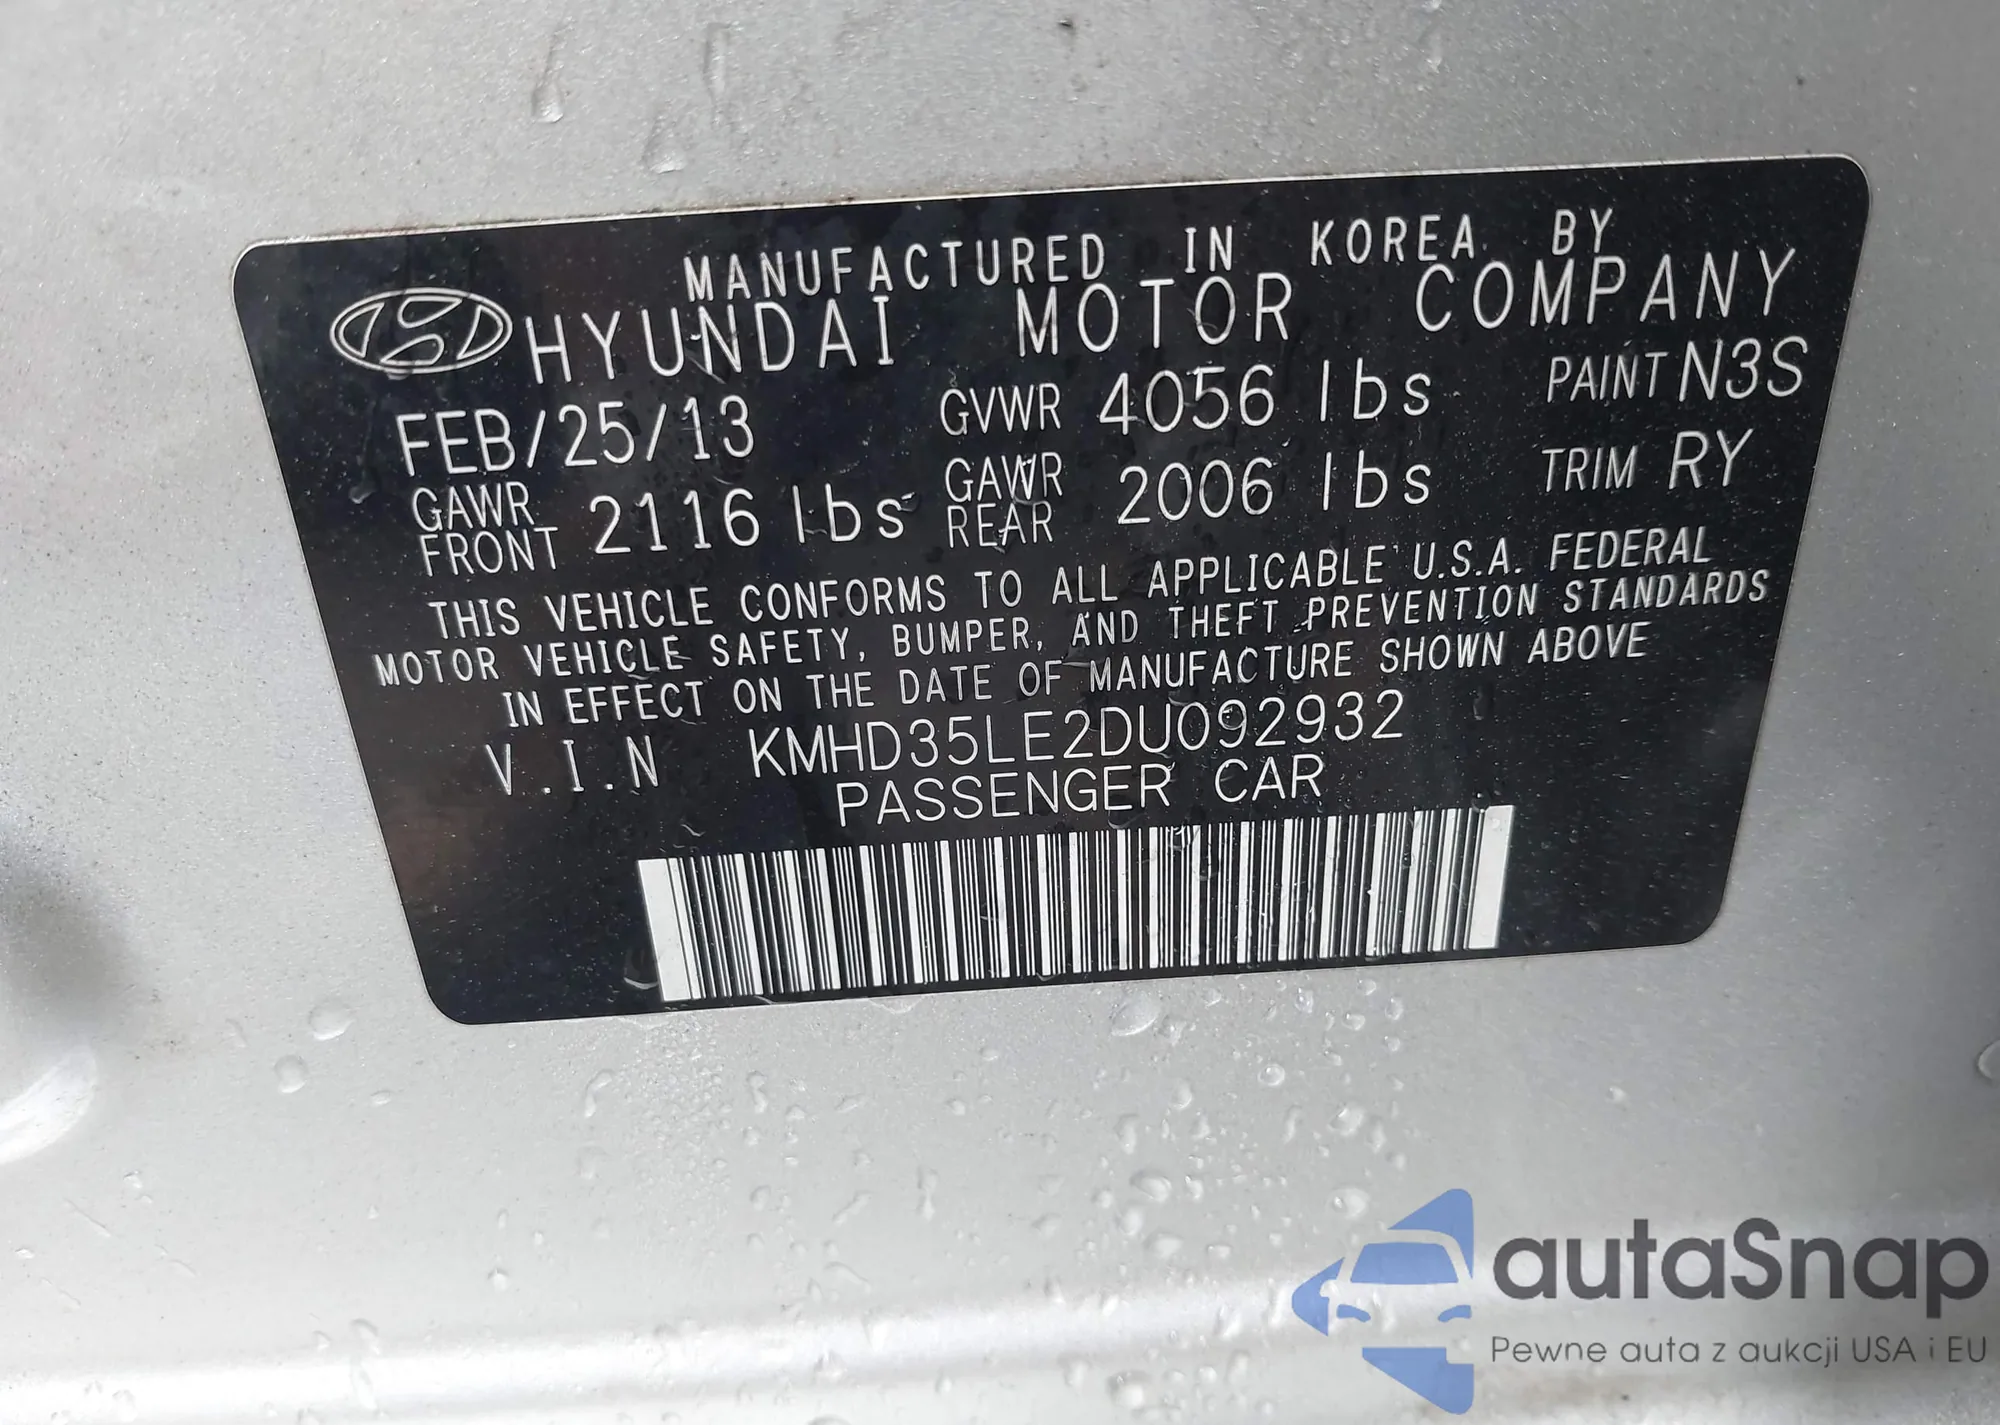 MANUFACTURED IN KOREA BY
HYUNDAI MOTOR COMPANY
FEB/25/13 GVWR 4056 lbs PAINT N3S
GAWR FRONT 2116 lbs GAWR REAR 2006 lbs TRIM RY
THIS VEHICLE CONFORMS TO ALL APPLICABLE U.S.A. FEDERAL
MOTOR VEHICLE SAFETY, BUMPER, AND THEFT PREVENTION STANDARDS
IN EFFECT ON THE DATE OF MANUFACTURE SHOWN ABOVE
V.I.N KMHD35LE2DU092932
PASSENGER CAR
autaSnap
Pewne auta z aukcji USA i EU